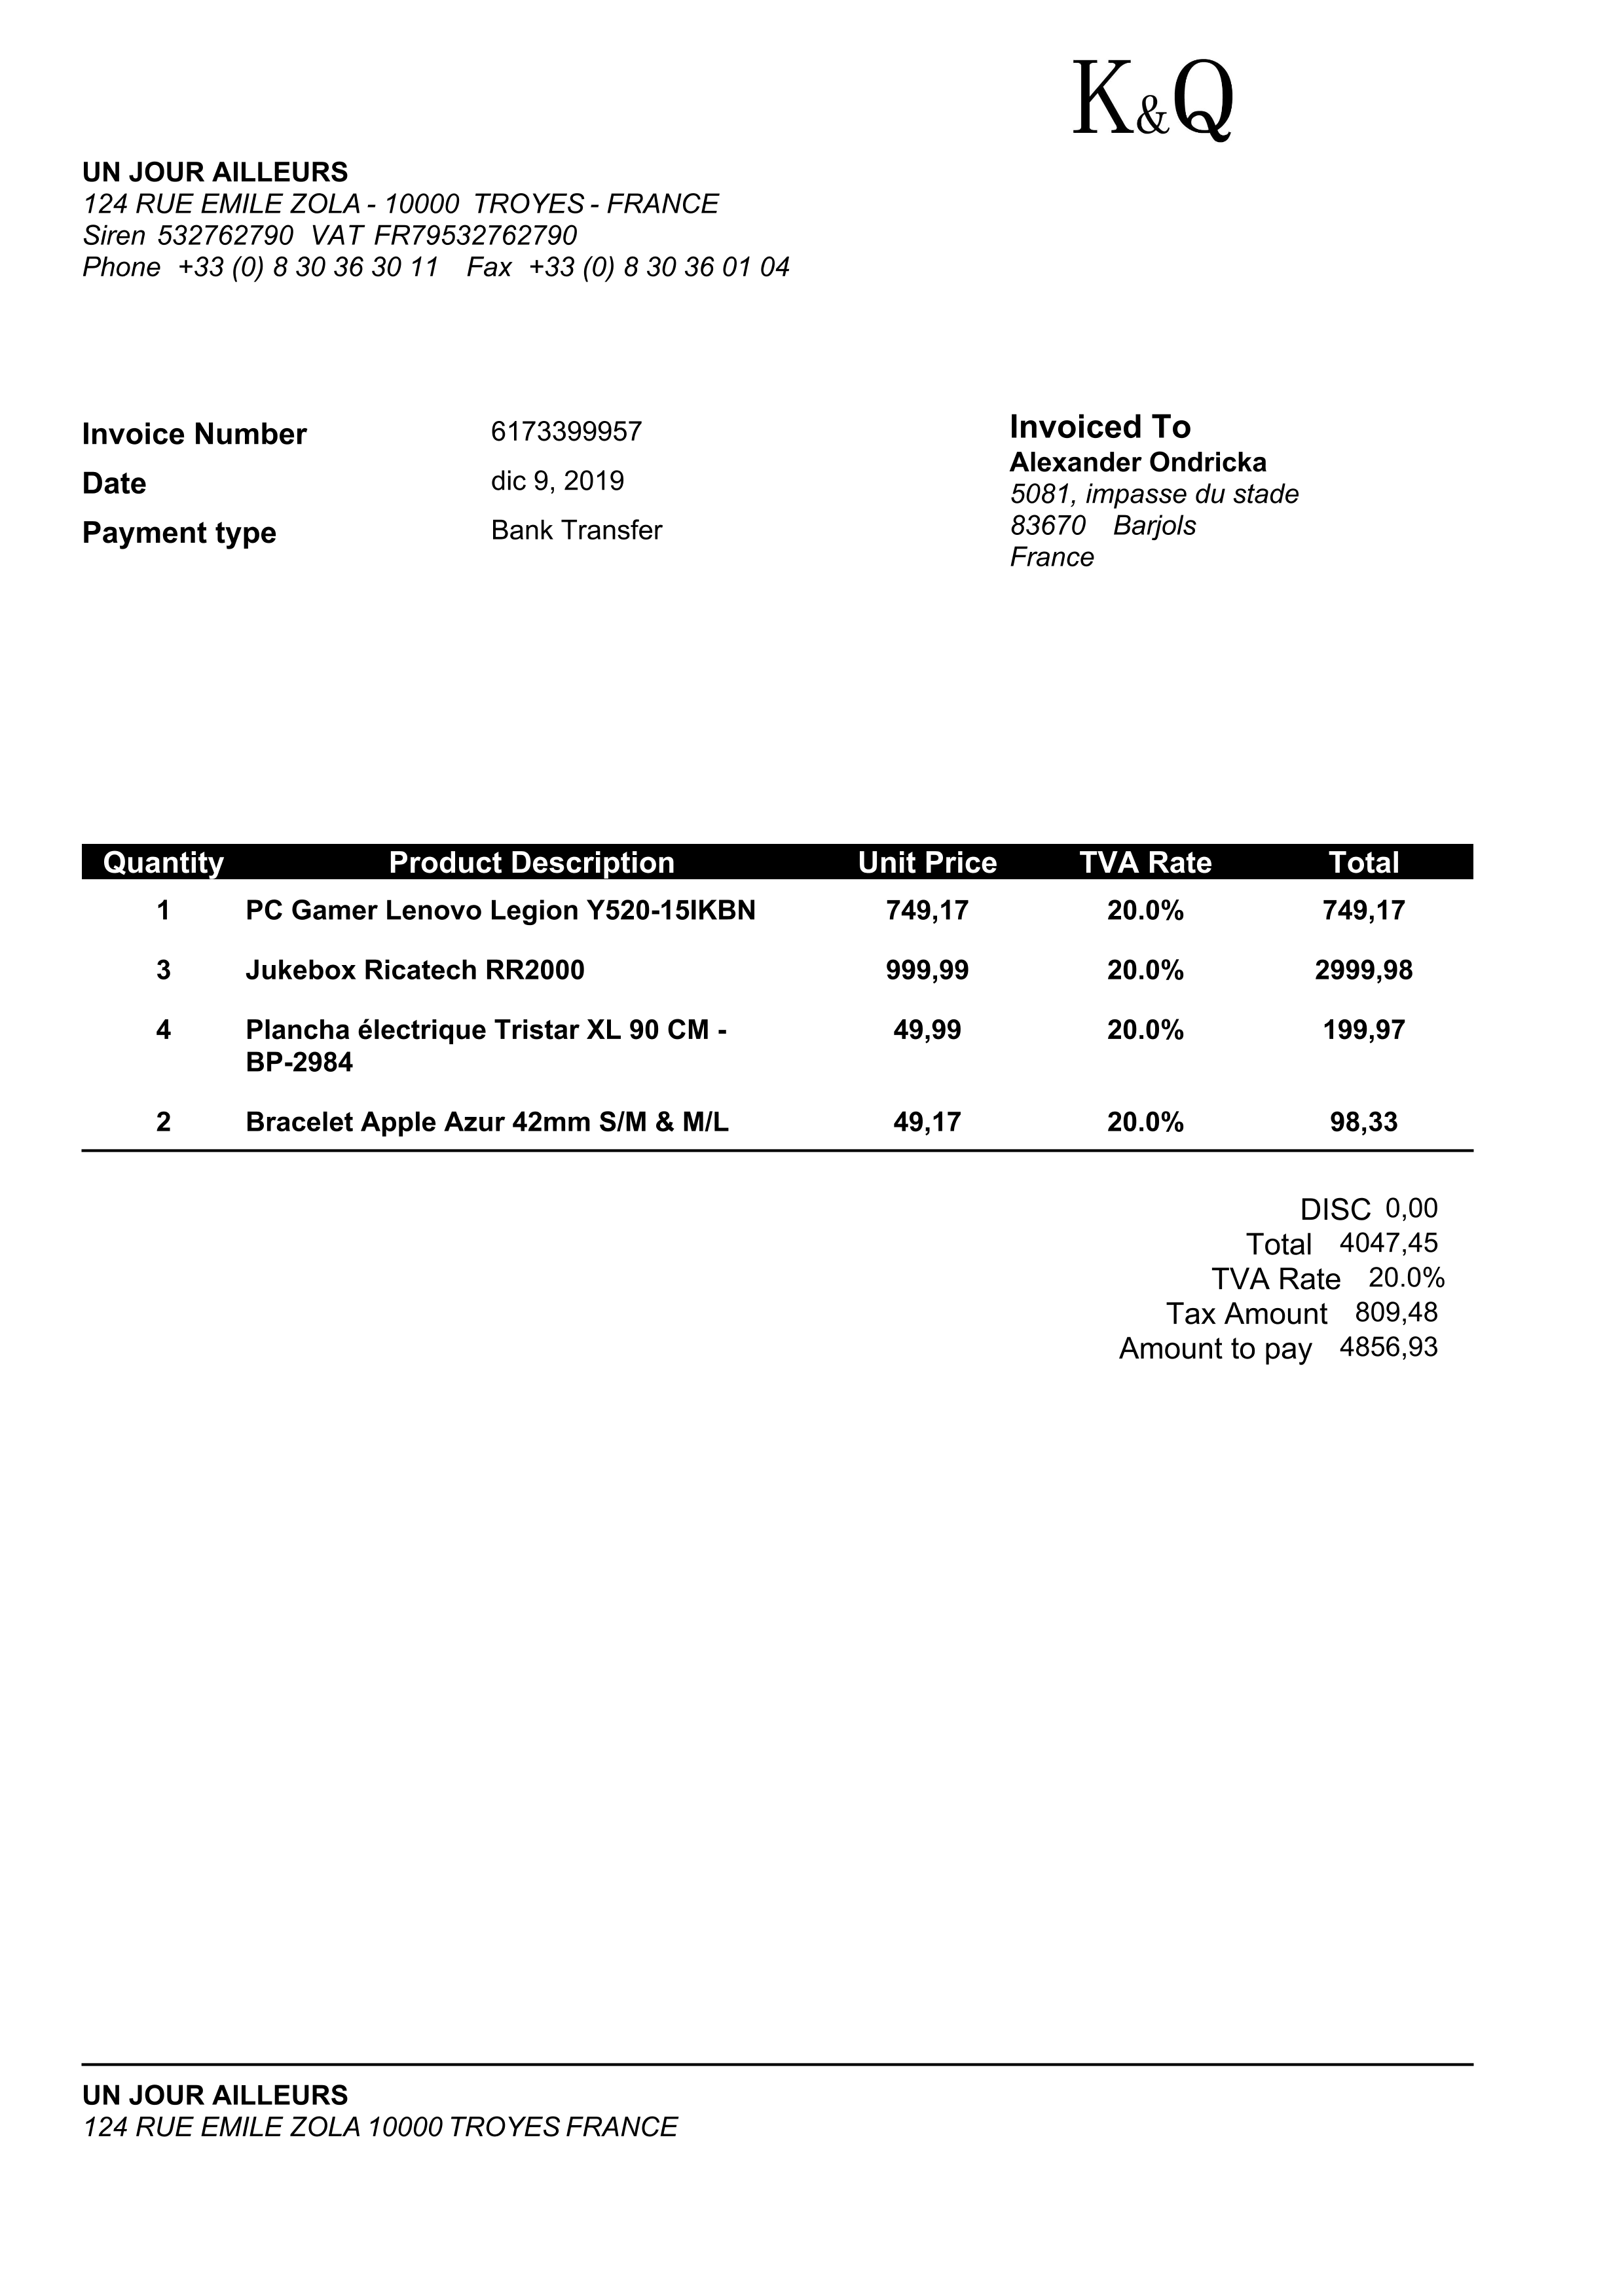 K&Q
UN JOUR AILLEURS
124 RUE EMILE ZOLA - 10000 TROYES - FRANCE
Siren 532762790 VAT FR79532762790
Phone +33 (0) 8 30 36 30 11 Fax +33 (0) 8 30 36 01 04
Invoice Number 6173399957
Date dic 9, 2019
Payment type Bank Transfer
Invoiced To
Alexander Ondricka
5081, impasse du stade
83670 Barjols
France
Quantity Product Description Unit Price TVA Rate Total
1 PC Gamer Lenovo Legion Y520-15IKBN 749,17 20.0% 749,17
3 Jukebox Ricatech RR2000 999,99 20.0% 2999,98
4 Plancha électrique Tristar XL 90 CM - 49,99 20.0% 199,97
BP-2984
2 Bracelet Apple Azur 42mm S/M & M/L 49,17 20.0% 98,33
DISC 0,00
Total 4047,45
TVA Rate 20.0%
Tax Amount 809,48
Amount to pay 4856,93
UN JOUR AILLEURS
124 RUE EMILE ZOLA 10000 TROYES FRANCE